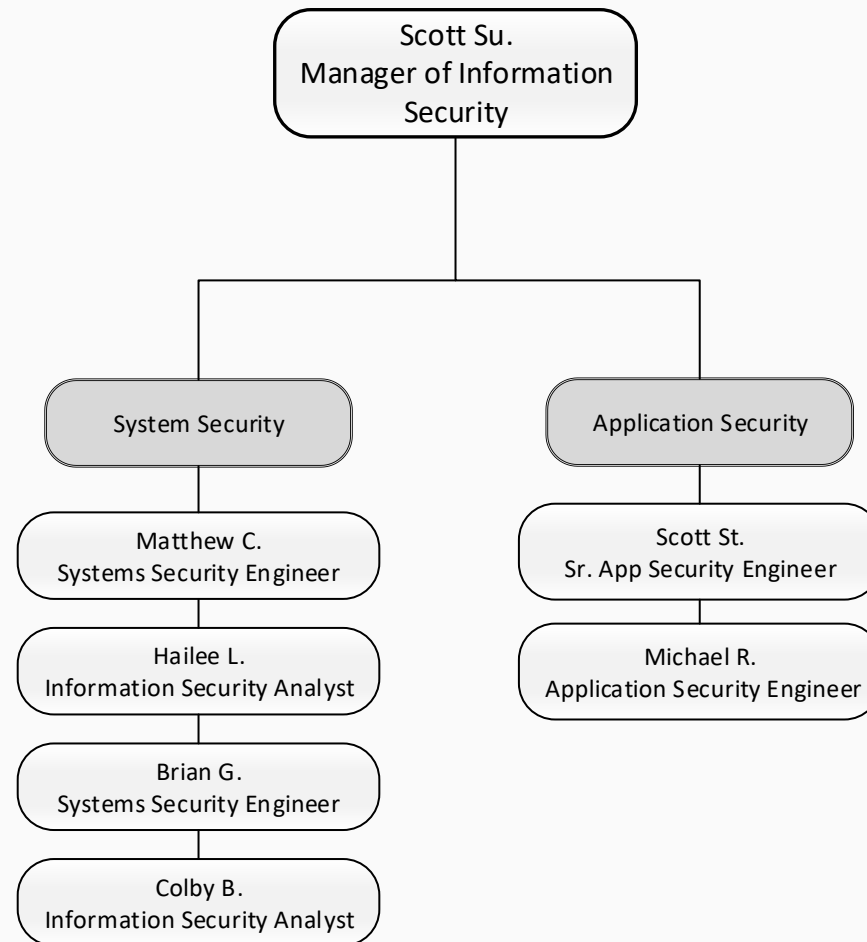 Scott Su.
Manager of Information
Security
System Security
Matthew C.
Systems Security Engineer
Hailee L.
Information Security Analyst
Brian G.
Systems Security Engineer
Colby B.
Information Security Analyst
Application Security
Scott St.
Sr. App Security Engineer
Michael R.
Application Security Engineer